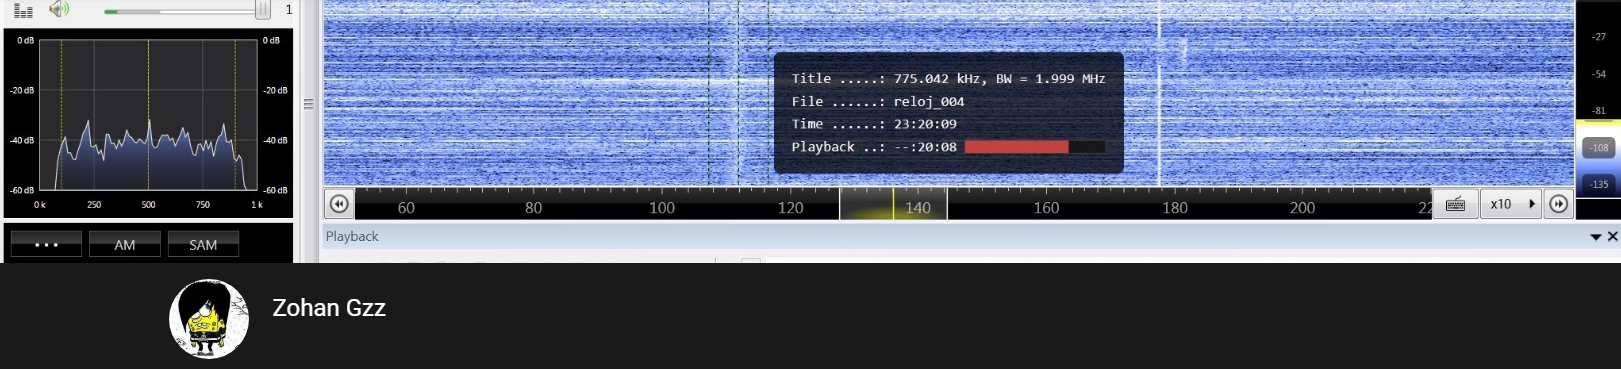 1
0 dB
0 dB
-20 dB
-20 dB
-40 dB
-40 dB
-60 dB
-60 dB
0 k
250
500
750
1 k
••• AM SAM
Title .....: 775.042 kHz, BW = 1.999 MHz
File ......: reloj_004
Time ......: 23:20:09
Playback ..: --:20:08
60 80 100 120 140 160 180 200 22
x10
-27
-54
-81
-108
-135
Playback
Zohan Gzz